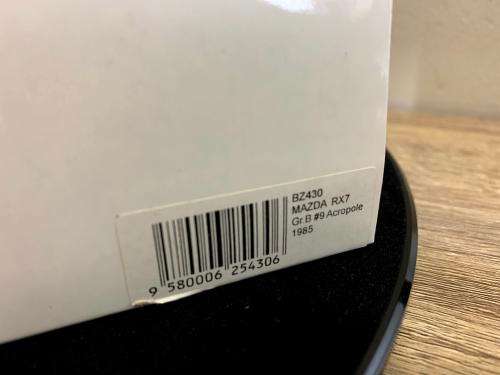 BZ430
MAZDA RX7
Gr.B #9 Acropole
1985
9 580006 254306